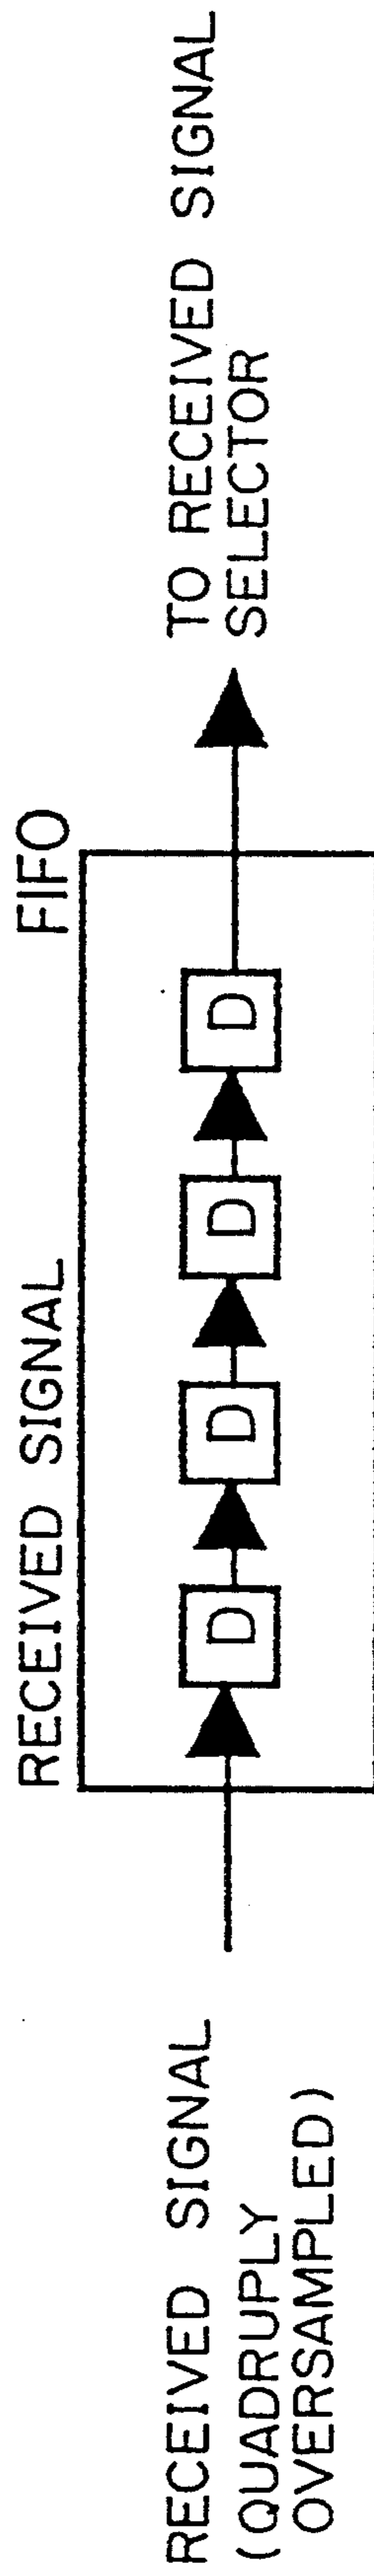 RECEIVED SIGNAL
(QUADRUPLY
OVERSAMPLED)
RECEIVED SIGNAL FIFO
D
D
D
D
TO RECEIVED SIGNAL
SELECTOR